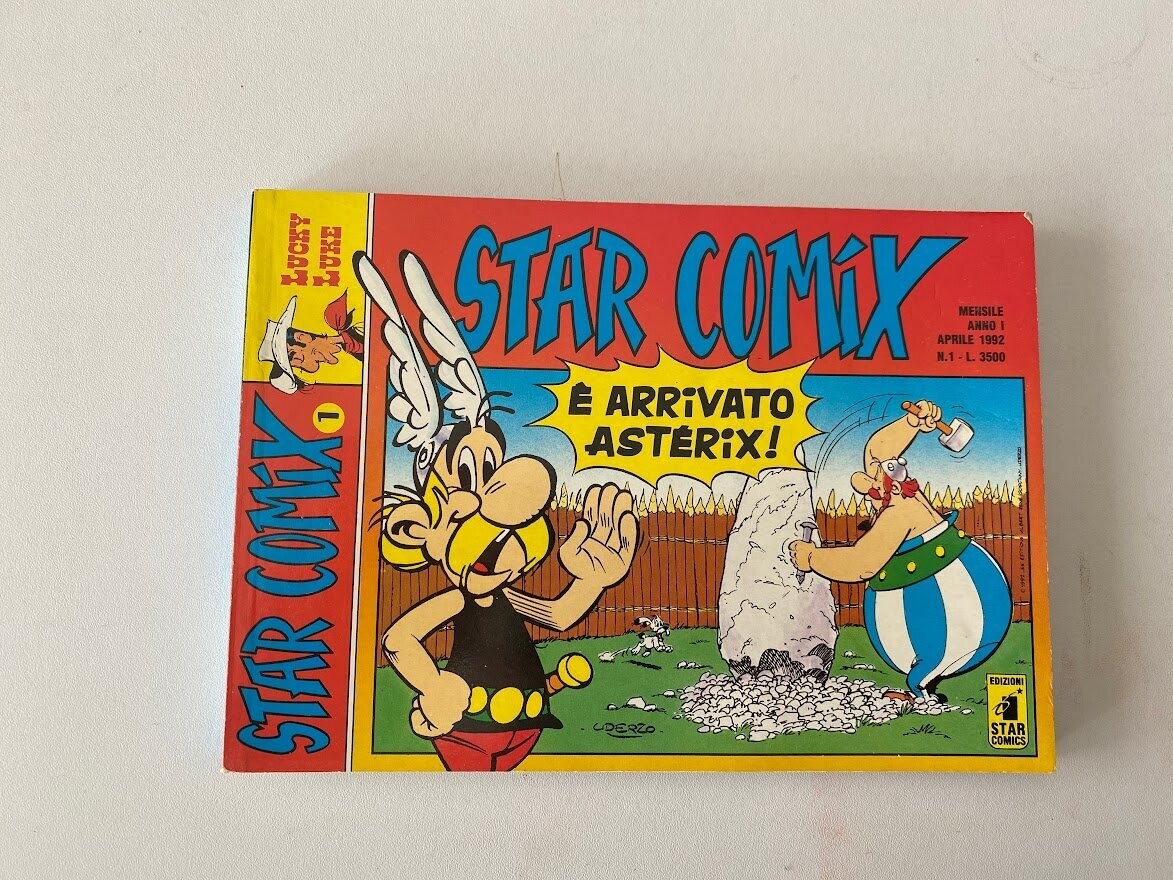 LUCKY
LUKE
STAR COMIX 1
STAR COMIX
MENSILE
ANNO I
APRILE 1992
N.1 - L. 3500
È ARRIVATO
ASTÉRIX!
UDERZO
EDIZIONI
STAR
COMICS